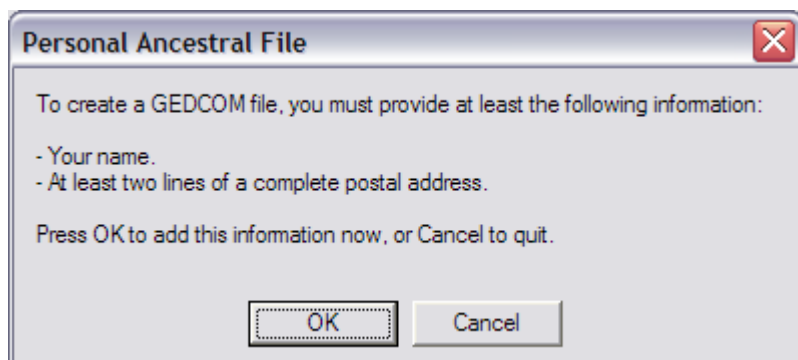 Personal Ancestral File
To create a GEDCOM file, you must provide at least the following information:
- Your name.
- At least two lines of a complete postal address.
Press OK to add this information now, or Cancel to quit.
OK
Cancel